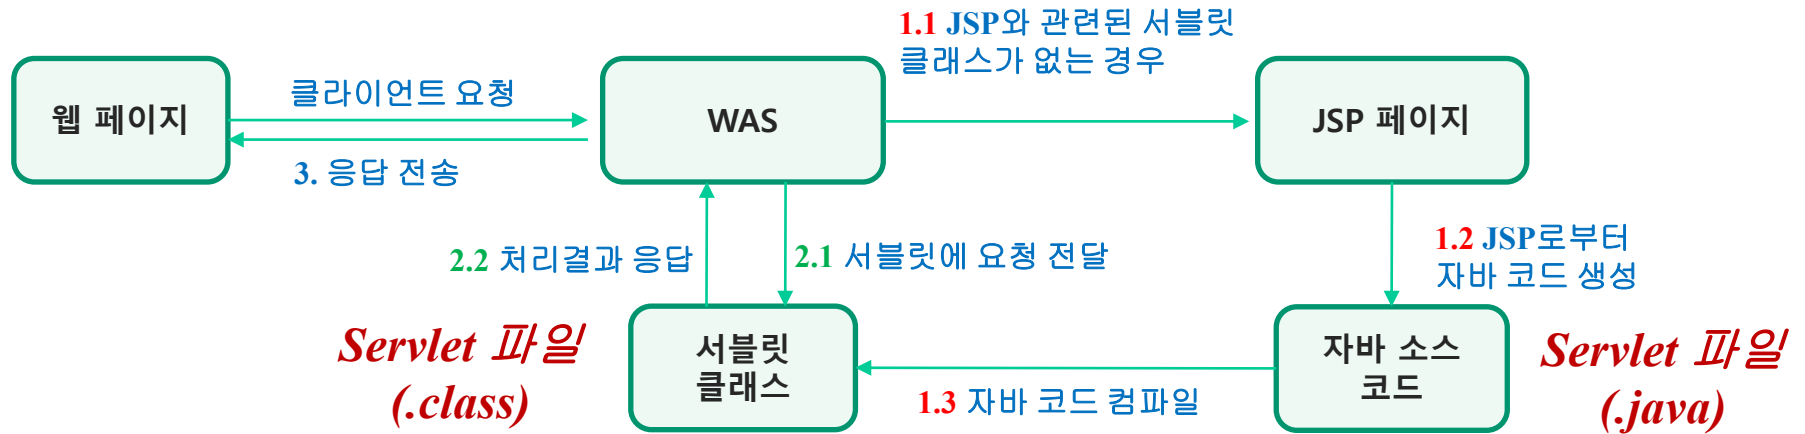 1.1 JSP와 관련된 서블릿
클래스가 없는 경우
웹 페이지
클라이언트 요청
WAS
JSP 페이지
3. 응답 전송
2.2 처리결과 응답
2.1 서블릿에 요청 전달
1.2 JSP로부터
자바 코드 생성
Servlet 파일
(.class)
서블릿
클래스
1.3 자바 코드 컴파일
자바 소스
코드
Servlet 파일
(.java)